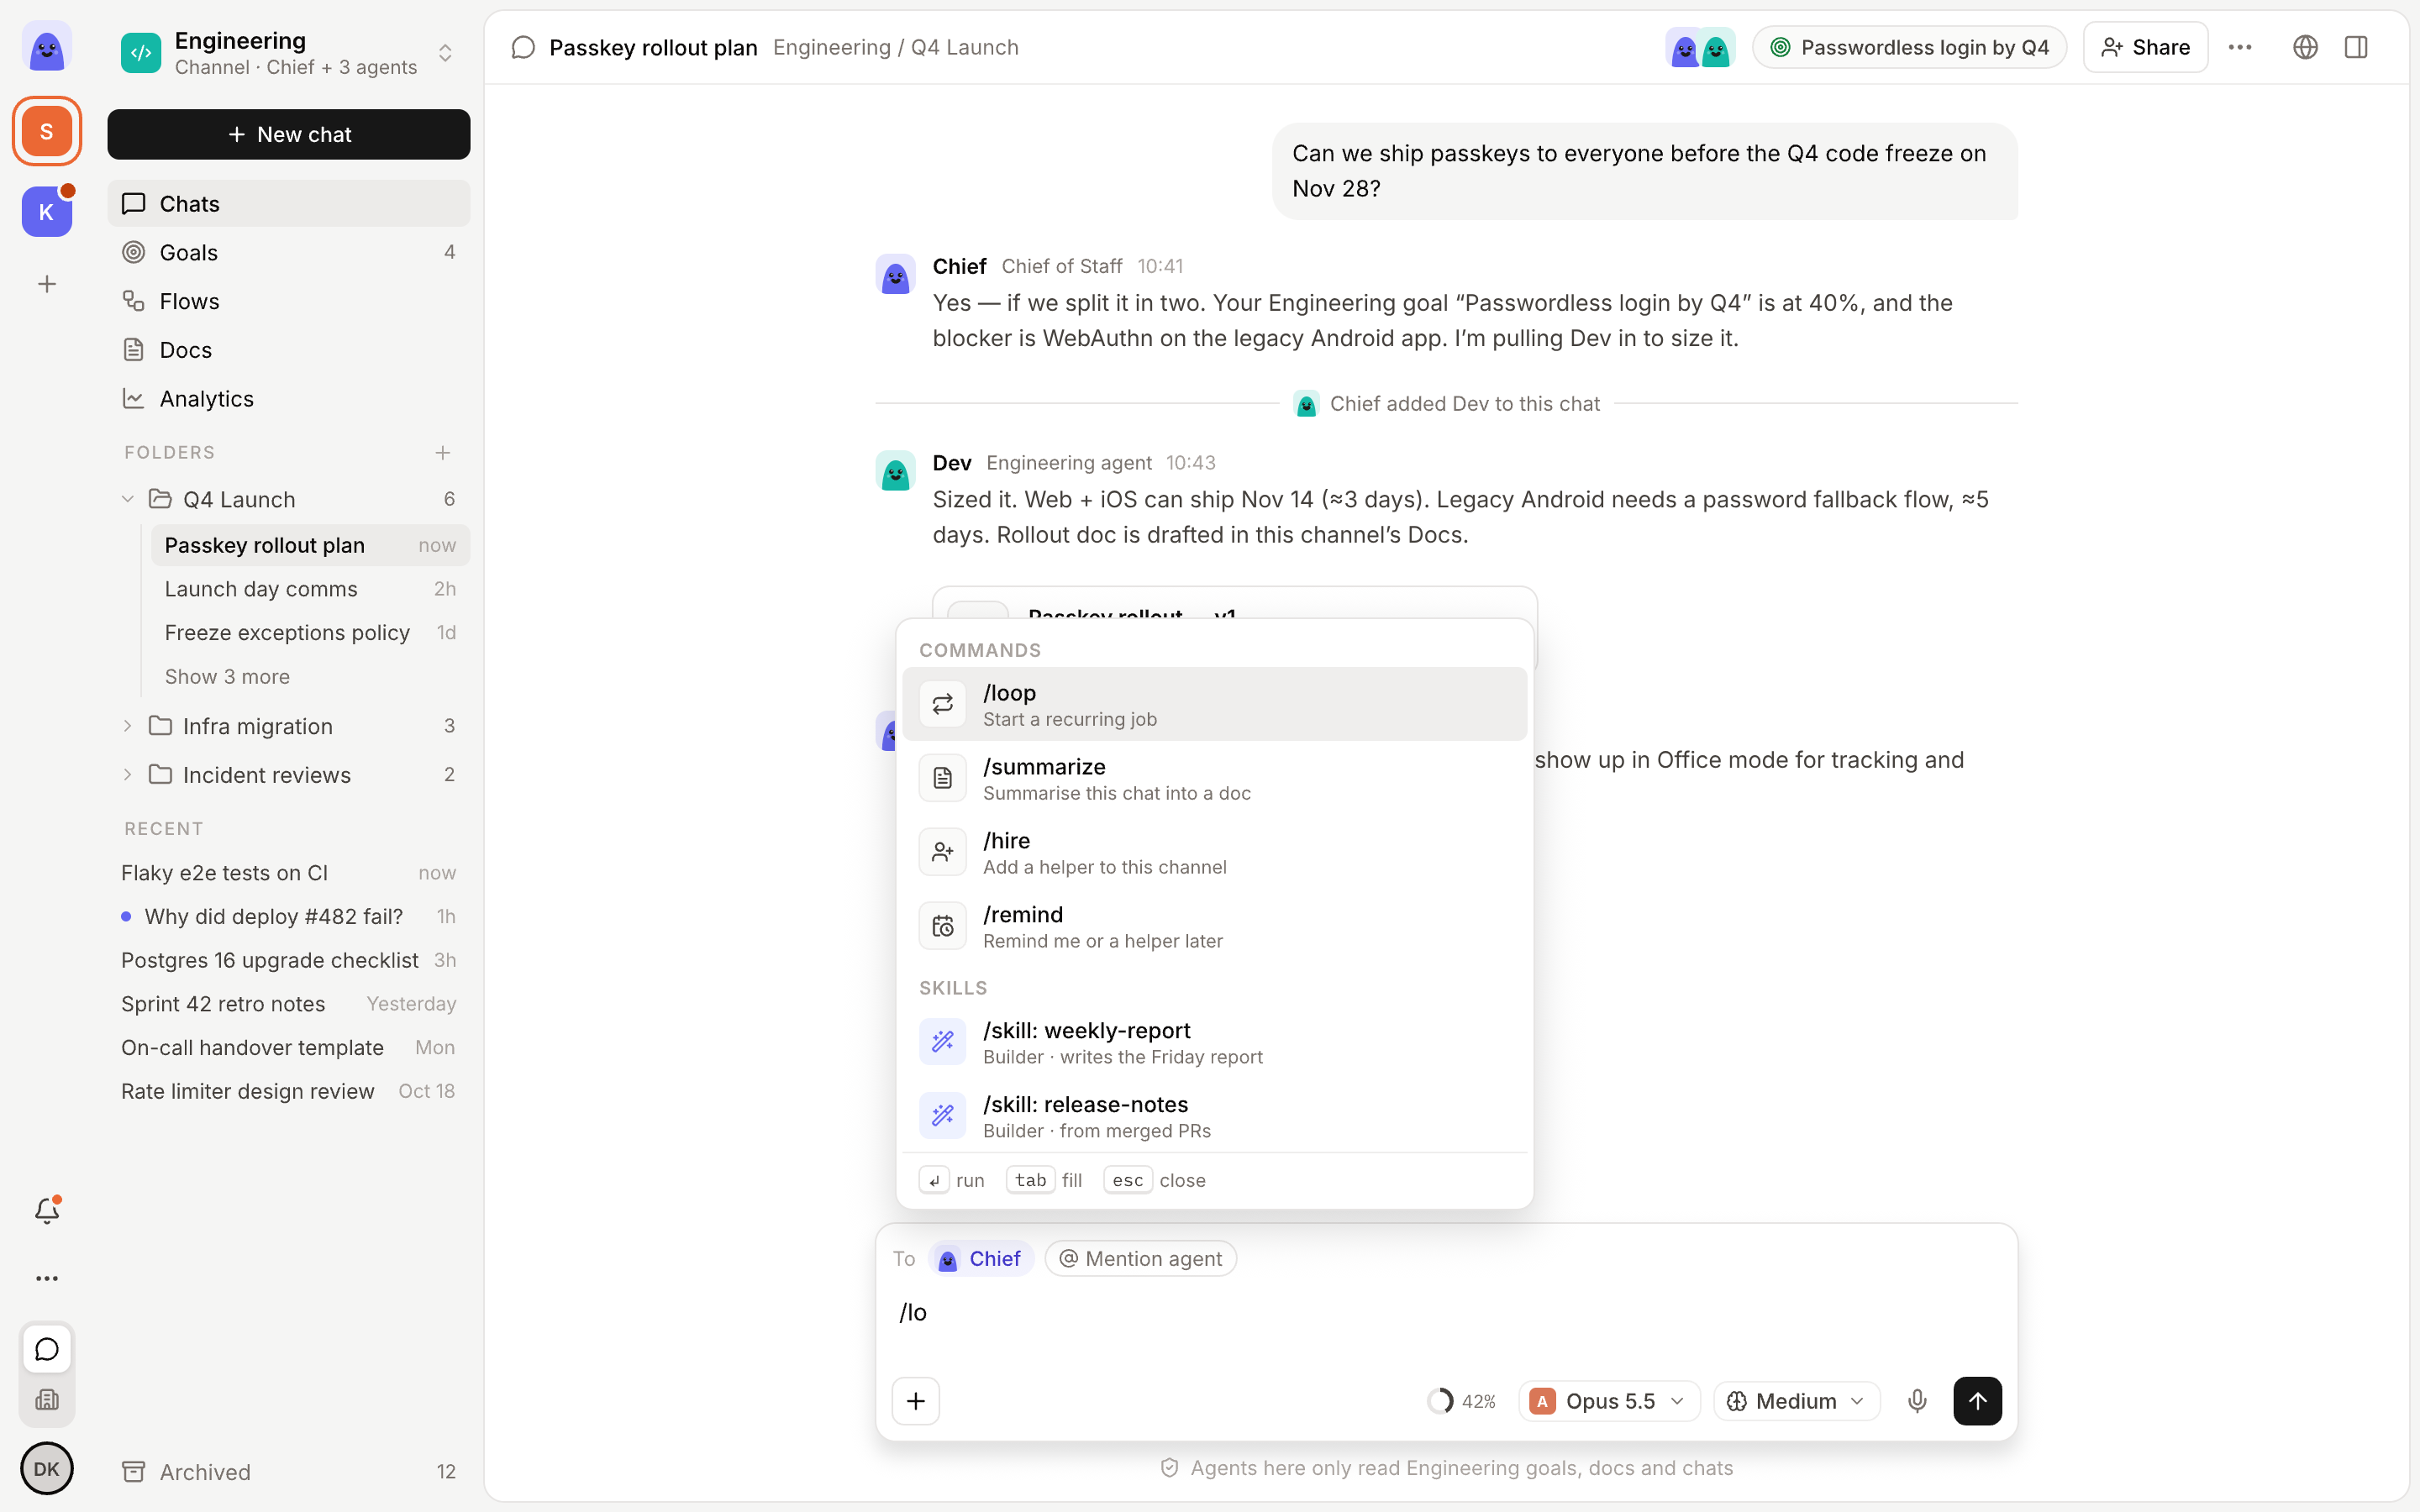 S
K
Engineering
Channel · Chief + 3 agents
New chat
Chats
Goals 4
Flows
Docs
Analytics
FOLDERS
Q4 Launch 6
Passkey rollout plan now
Launch day comms 2h
Freeze exceptions policy 1d
Show 3 more
Infra migration 3
Incident reviews 2
RECENT
Flaky e2e tests on CI now
Why did deploy #482 fail? 1h
Postgres 16 upgrade checklist 3h
Sprint 42 retro notes Yesterday
On-call handover template Mon
Rate limiter design review Oct 18
DK
Archived 12
Passkey rollout plan Engineering / Q4 Launch
Passwordless login by Q4
Share
Can we ship passkeys to everyone before the Q4 code freeze on
Nov 28?
Chief Chief of Staff 10:41
Yes — if we split it in two. Your Engineering goal “Passwordless login by Q4” is at 40%, and the
blocker is WebAuthn on the legacy Android app. I’m pulling Dev in to size it.
Chief added Dev to this chat
Dev Engineering agent 10:43
Sized it. Web + iOS can ship Nov 14 (≈3 days). Legacy Android needs a password fallback flow, ≈5
days. Rollout doc is drafted in this channel’s Docs.
Passkey rollout v1
COMMANDS
/loop
Start a recurring job
/summarize
Summarise this chat into a doc
/hire
Add a helper to this channel
/remind
Remind me or a helper later
SKILLS
/skill: weekly-report
Builder · writes the Friday report
/skill: release-notes
Builder · from merged PRs
↵ run tab fill esc close
show up in Office mode for tracking and
To Chief @ Mention agent
/lo
42% A Opus 5.5 Medium
Agents here only read Engineering goals, docs and chats